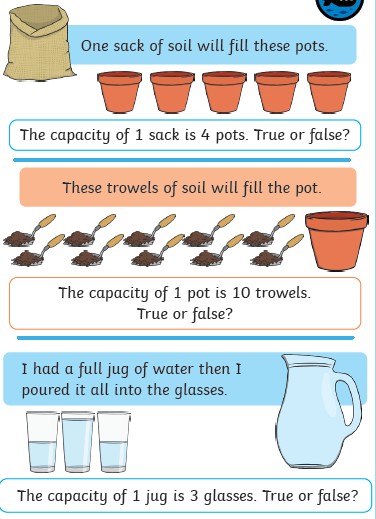 One sack of soil will fill these pots.
The capacity of 1 sack is 4 pots. True or false?
These trowels of soil will fill the pot.
The capacity of 1 pot is 10 trowels.
True or false?
I had a full jug of water then I
poured it all into the glasses.
The capacity of 1 jug is 3 glasses. True or false?